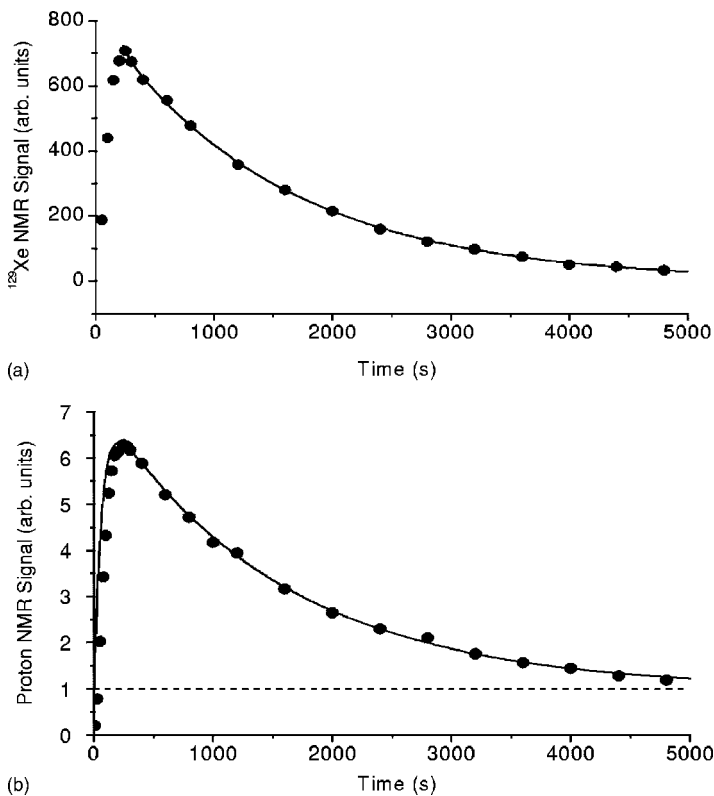 800
600
400
200
0
¹²⁹Xe NMR Signal (arb. units)
0 1000 2000 3000 4000 5000
Time (s)
(a)
7
6
5
4
3
2
1
0
Proton NMR Signal (arb. units)
0 1000 2000 3000 4000 5000
Time (s)
(b)